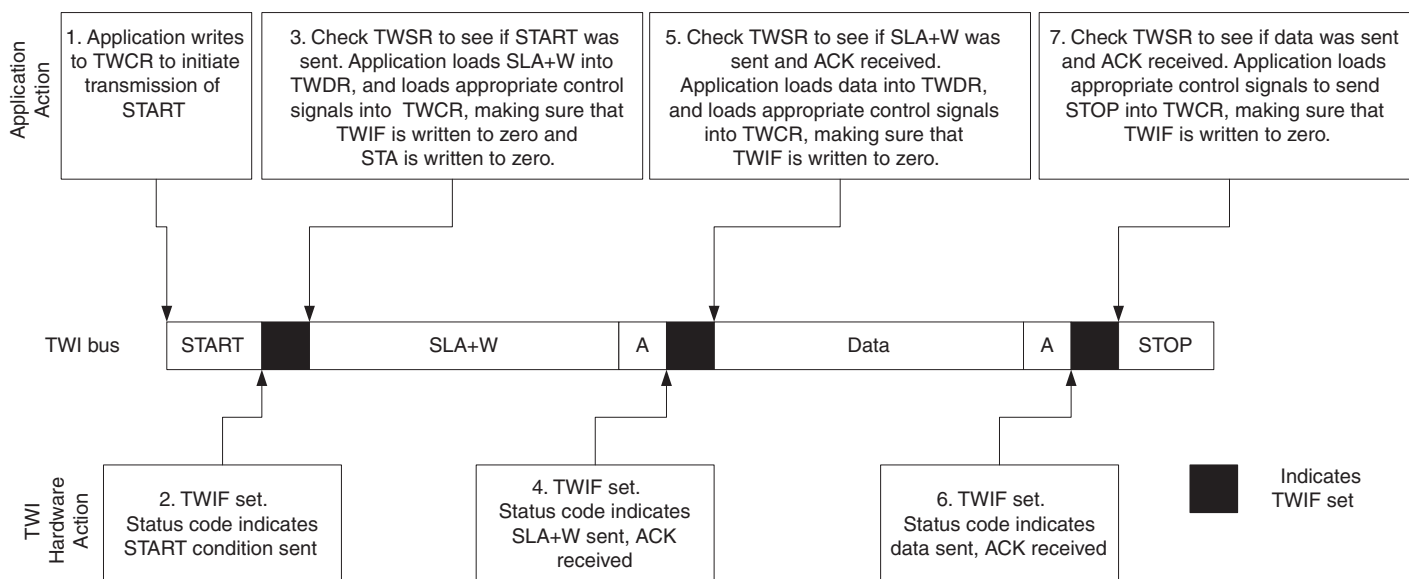 Application
Action
1. Application writes
to TWCR to initiate
transmission of
START
3. Check TWSR to see if START was
sent. Application loads SLA+W into
TWDR, and loads appropriate control
signals into TWCR, making sure that
TWIF is written to zero and
STA is written to zero.
5. Check TWSR to see if SLA+W was
sent and ACK received.
Application loads data into TWDR,
and loads appropriate control signals
into TWCR, making sure that
TWIF is written to zero.
7. Check TWSR to see if data was sent
and ACK received. Application loads
appropriate control signals to send
STOP into TWCR, making sure that
TWIF is written to zero.
TWI bus
START
SLA+W
A
Data
A
STOP
TWI
Hardware
Action
2. TWIF set.
Status code indicates
START condition sent
4. TWIF set.
Status code indicates
SLA+W sent, ACK
received
6. TWIF set.
Status code indicates
data sent, ACK received
Indicates
TWIF set